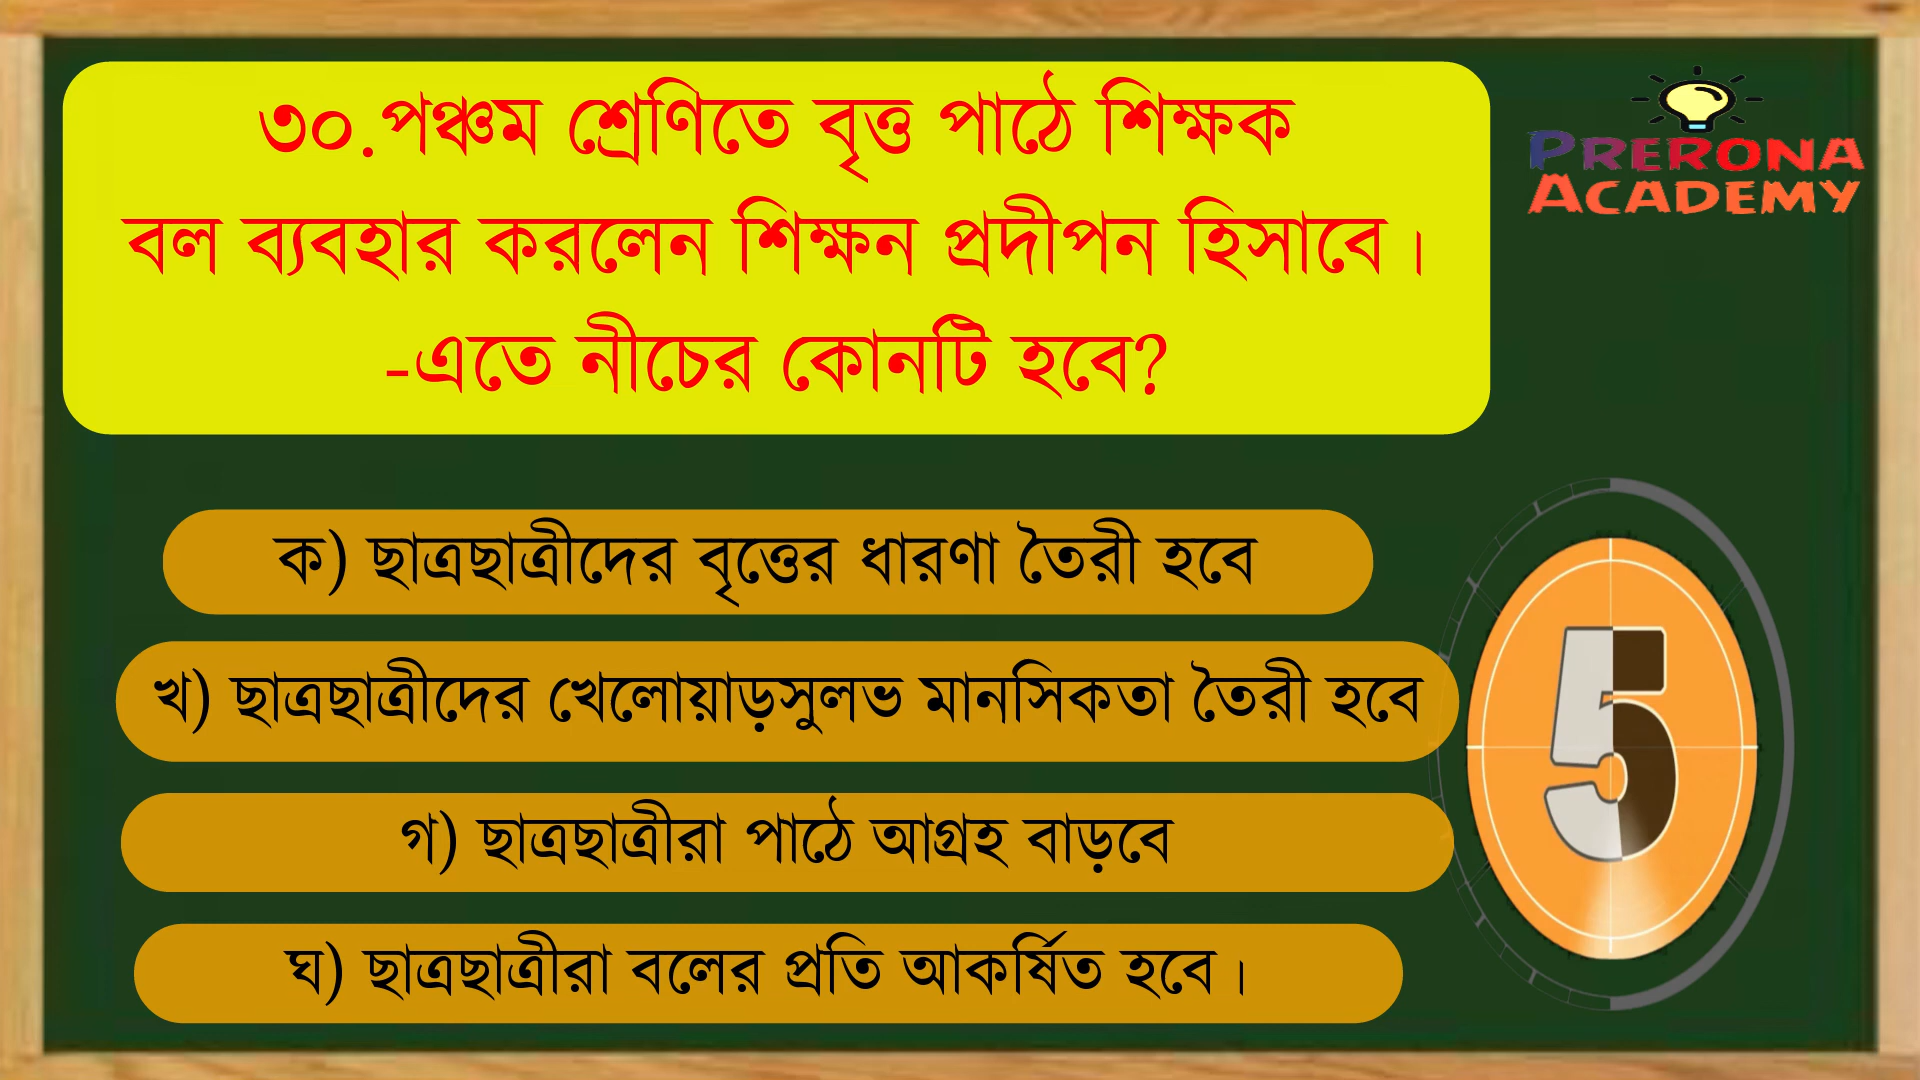 ৩০.পঞ্চম শ্রেণিতে বৃত্ত পাঠে শিক্ষক
বল ব্যবহার করলেন শিক্ষন প্রদীপন হিসাবে।
-এতে নীচের কোনটি হবে?
PRERONA
ACADEMY
ক) ছাত্রছাত্রীদের বৃত্তের ধারণা তৈরী হবে
খ) ছাত্রছাত্রীদের খেলোয়াড়সুলভ মানসিকতা তৈরী হবে
গ) ছাত্রছাত্রীরা পাঠে আগ্রহ বাড়বে
ঘ) ছাত্রছাত্রীরা বলের প্রতি আকর্ষিত হবে।
5